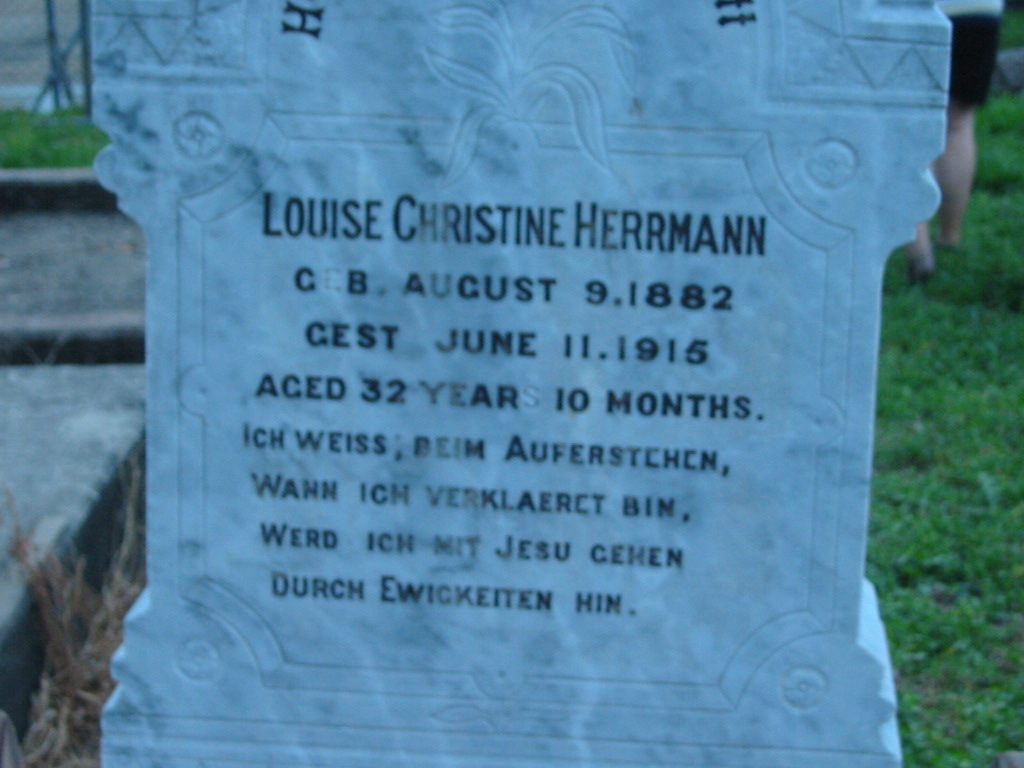 LOUISE CHRISTINE HERRMANN
GEB. AUGUST 9.1882
GEST JUNE 11.1915
AGED 32 YEARS 10 MONTHS.
ICH WEISS, BEIM AUFERSTEHEN,
WANN ICH VERKLAERET BIN,
WERD ICH MIT JESU GEHEN
DURCH EWIGKEITEN HIN.